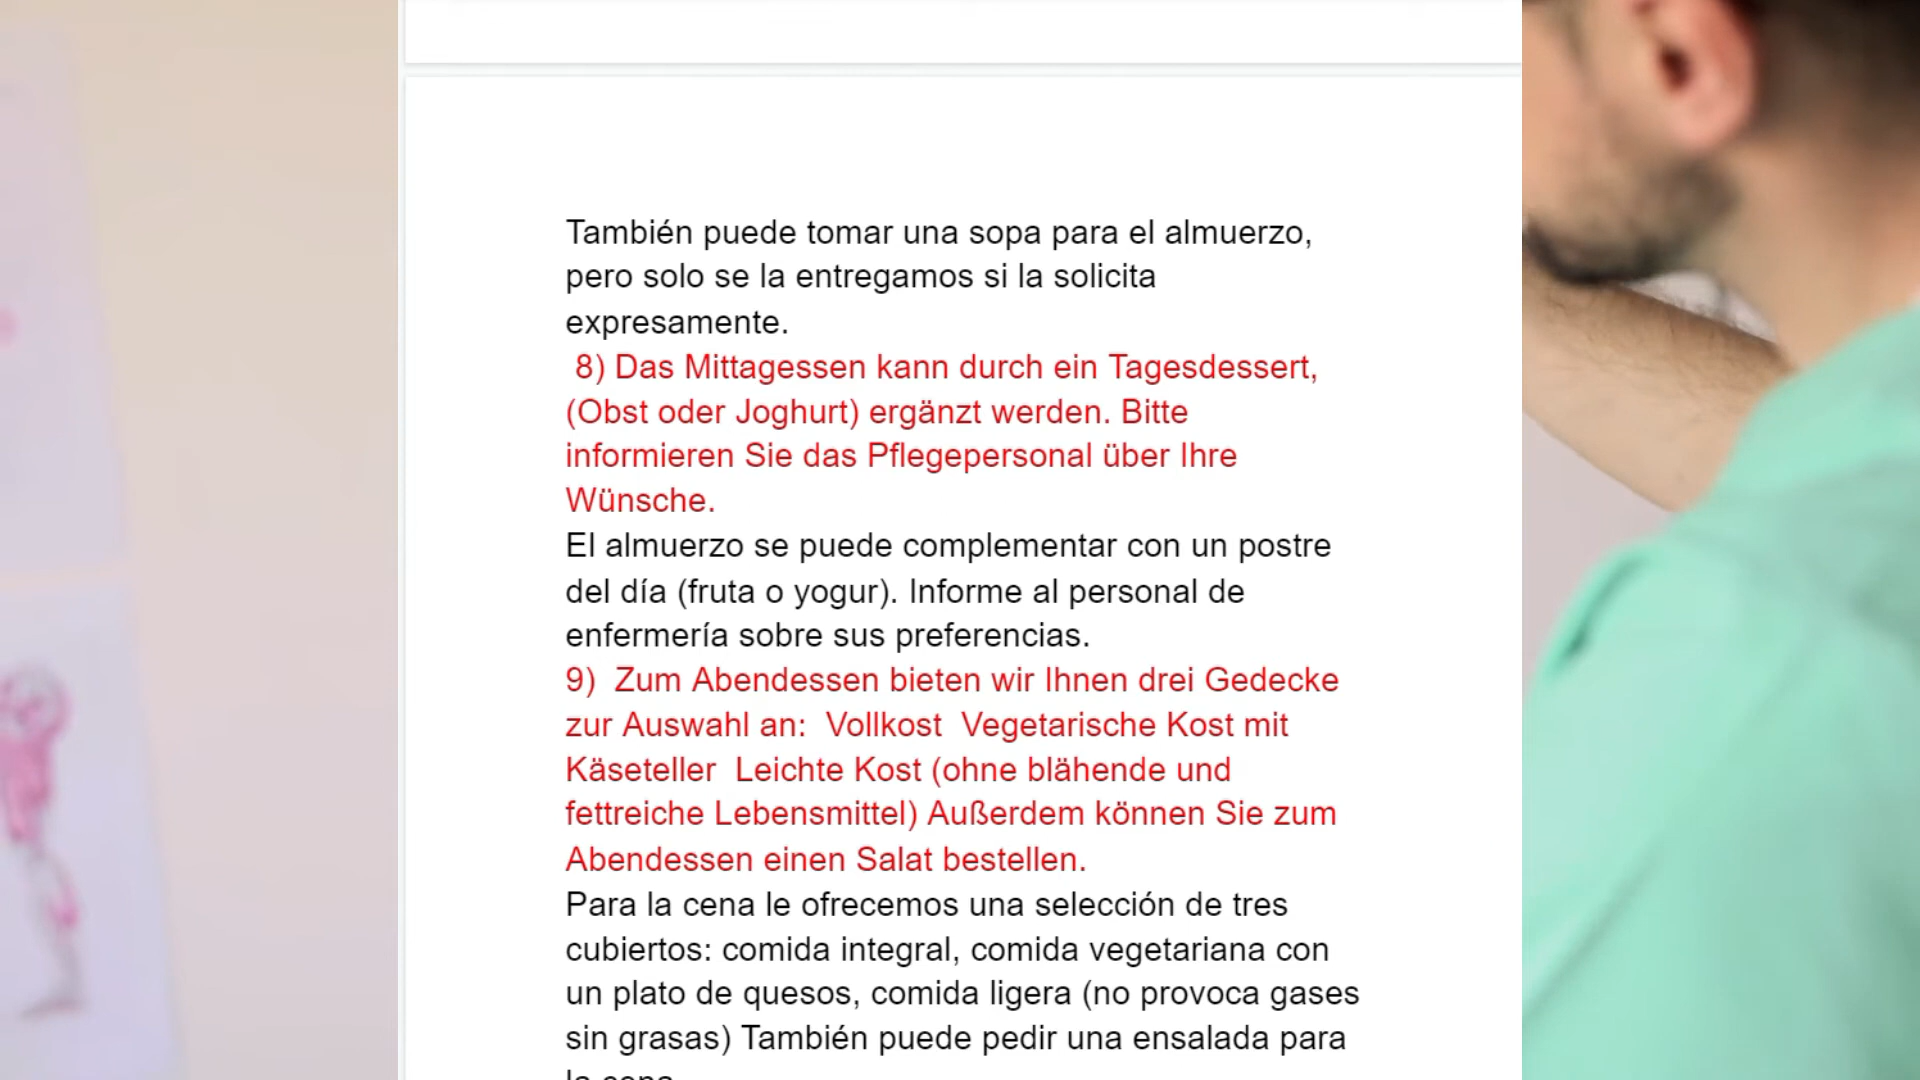 También puede tomar una sopa para el almuerzo,
pero solo se la entregamos si la solicita
expresamente.
8) Das Mittagessen kann durch ein Tagesdessert,
(Obst oder Joghurt) ergänzt werden. Bitte
informieren Sie das Pflegepersonal über Ihre
Wünsche.
El almuerzo se puede complementar con un postre
del día (fruta o yogur). Informe al personal de
enfermería sobre sus preferencias.
9)  Zum Abendessen bieten wir Ihnen drei Gedecke
zur Auswahl an:  Vollkost  Vegetarische Kost mit
Käseteller  Leichte Kost (ohne blähende und
fettreiche Lebensmittel) Außerdem können Sie zum
Abendessen einen Salat bestellen.
Para la cena le ofrecemos una selección de tres
cubiertos: comida integral, comida vegetariana con
un plato de quesos, comida ligera (no provoca gases
sin grasas) También puede pedir una ensalada para
la cena